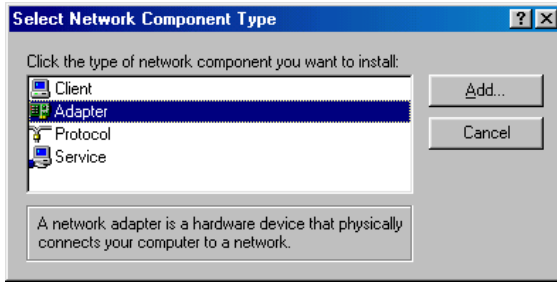 Select Network Component Type
Click the type of network component you want to install:
Client
Adapter
Protocol
Service
Add...
Cancel
A network adapter is a hardware device that physically
connects your computer to a network.